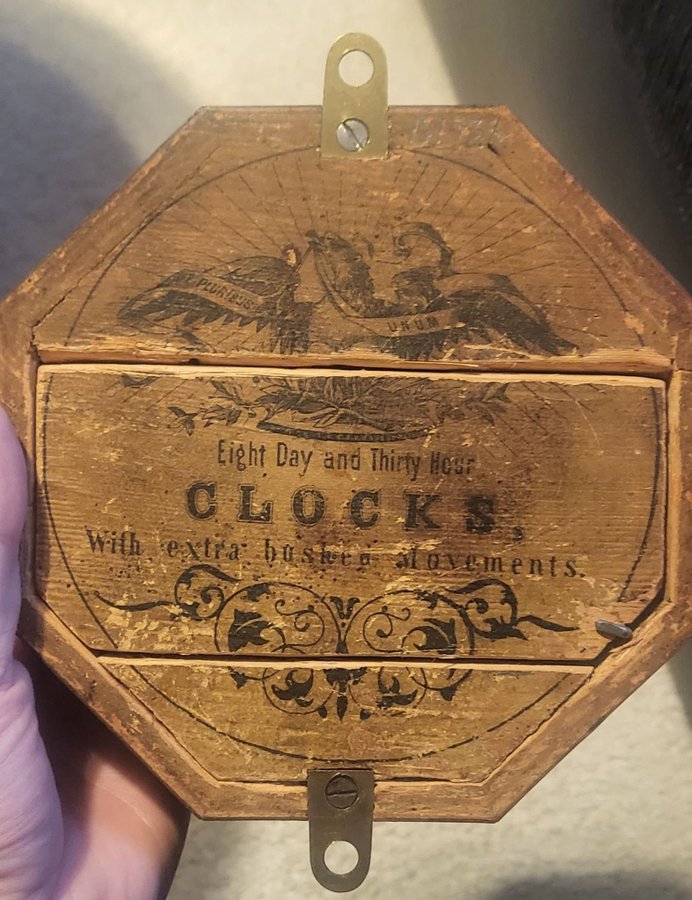 E PLURIBUS
UNUM
Eight Day and Thirty Hour
CLOCKS,
With extra bushed Movements.